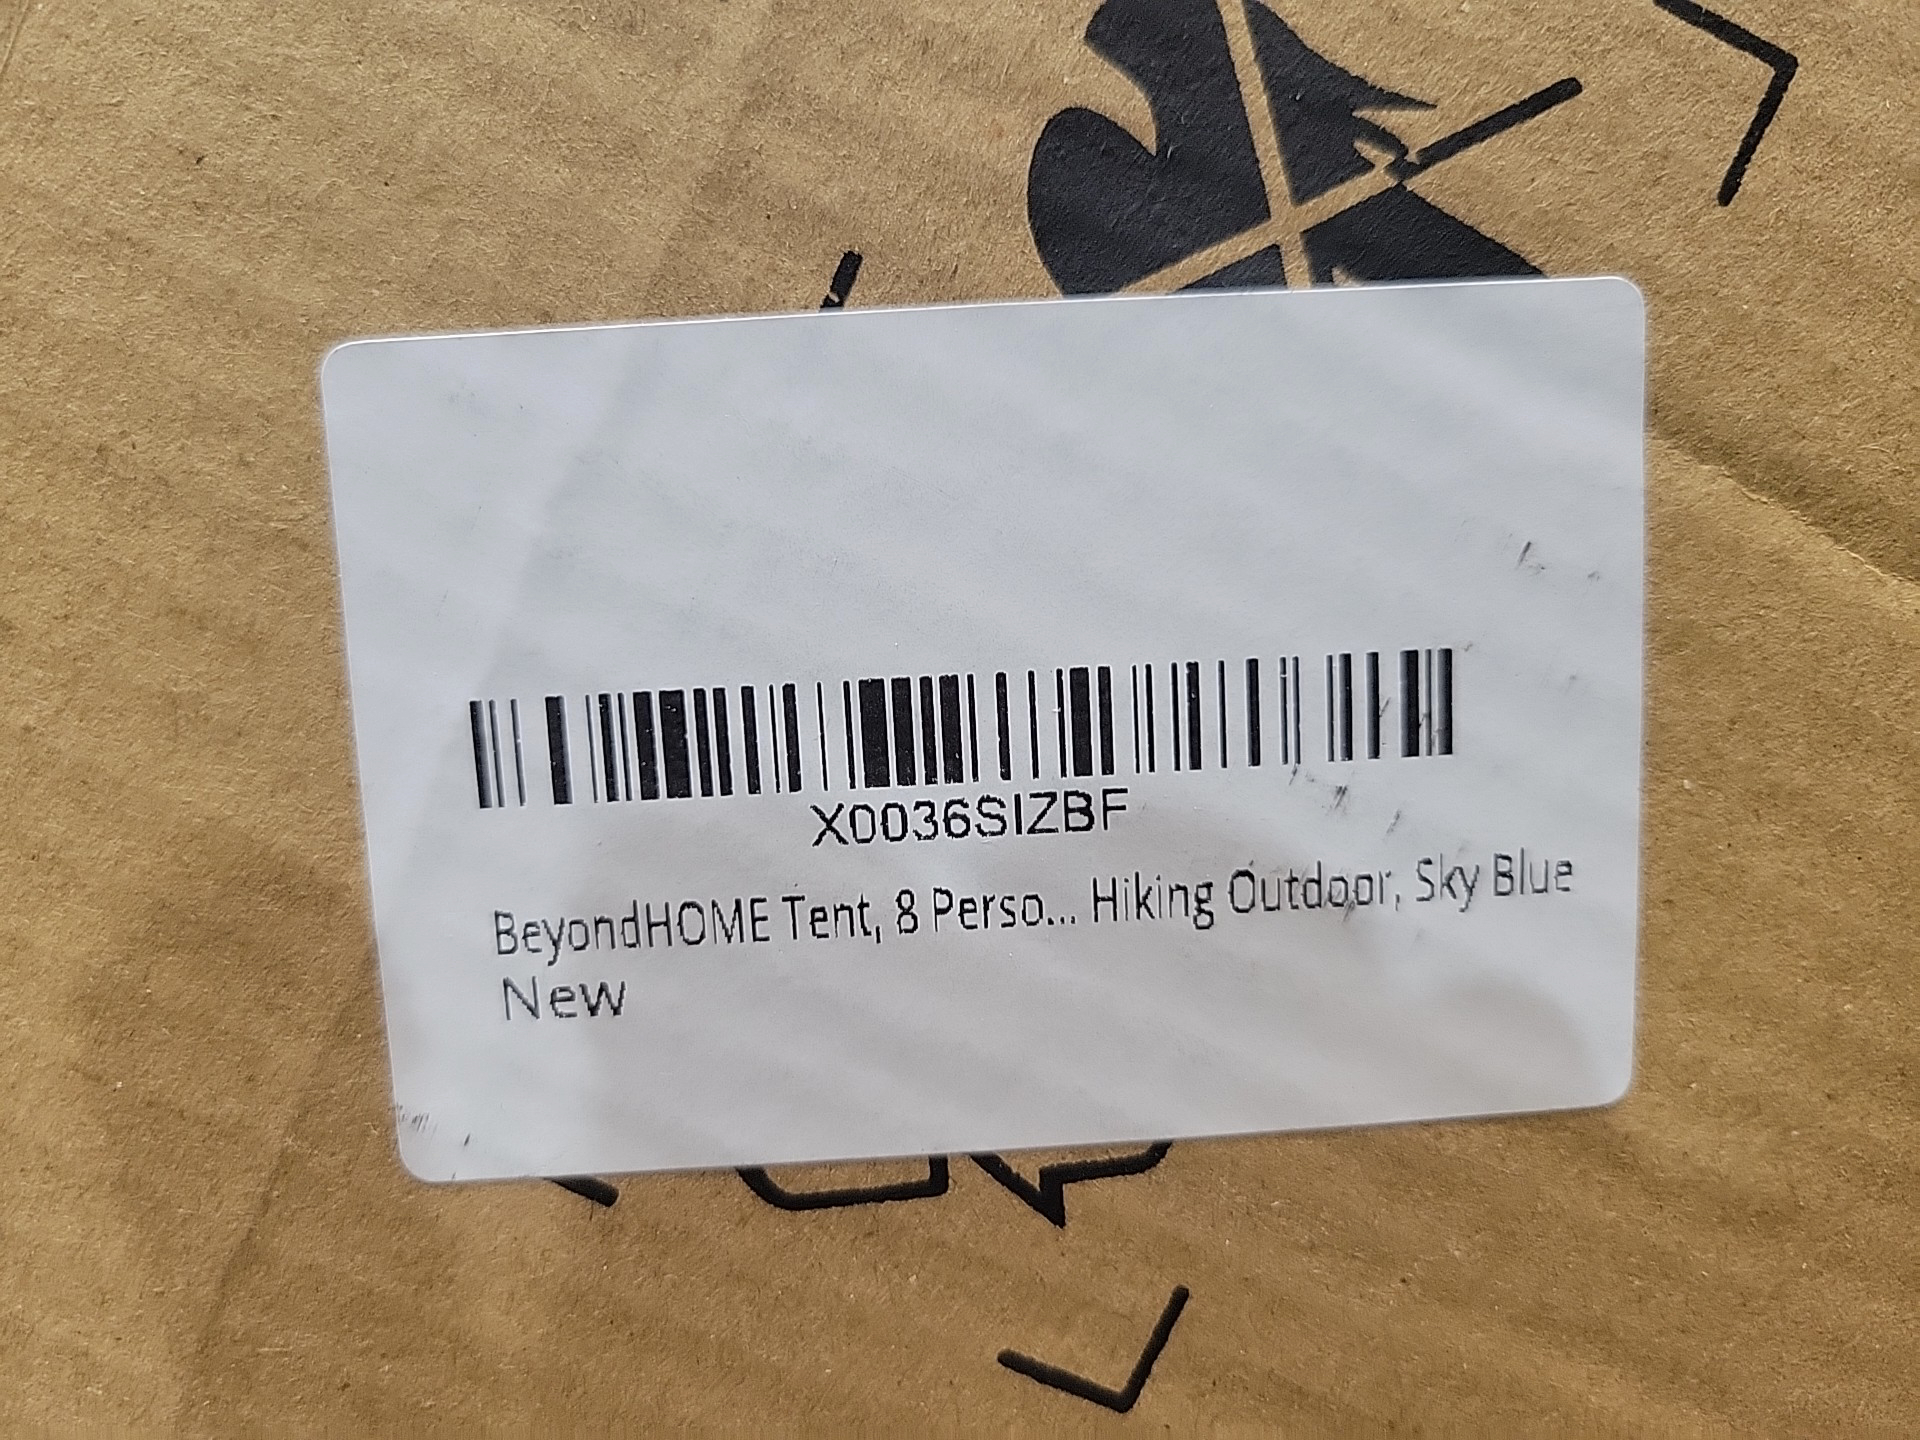 X0036SIZBF
BeyondHOME Tent, 8 Perso... Hiking Outdoor, Sky Blue
New